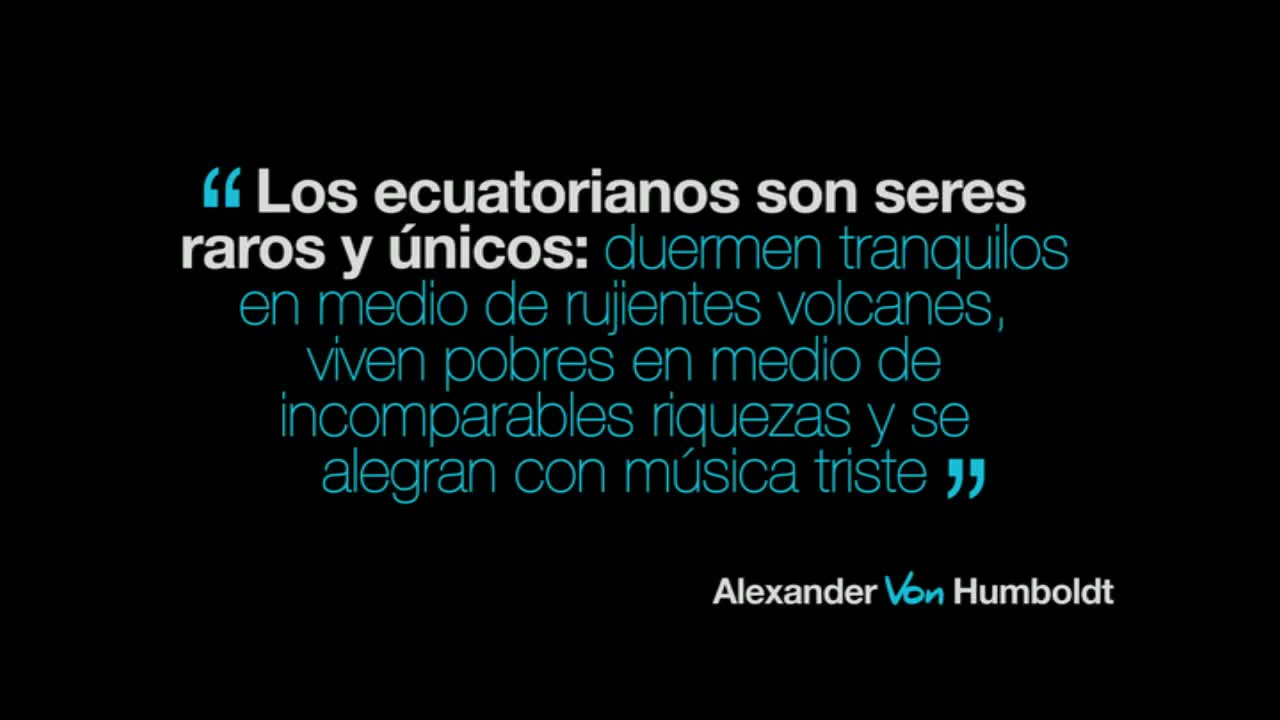 “ Los ecuatorianos son seres
raros y únicos: duermen tranquilos
en medio de rujientes volcanes,
viven pobres en medio de
incomparables riquezas y se
alegran con música triste ”
Alexander Von Humboldt